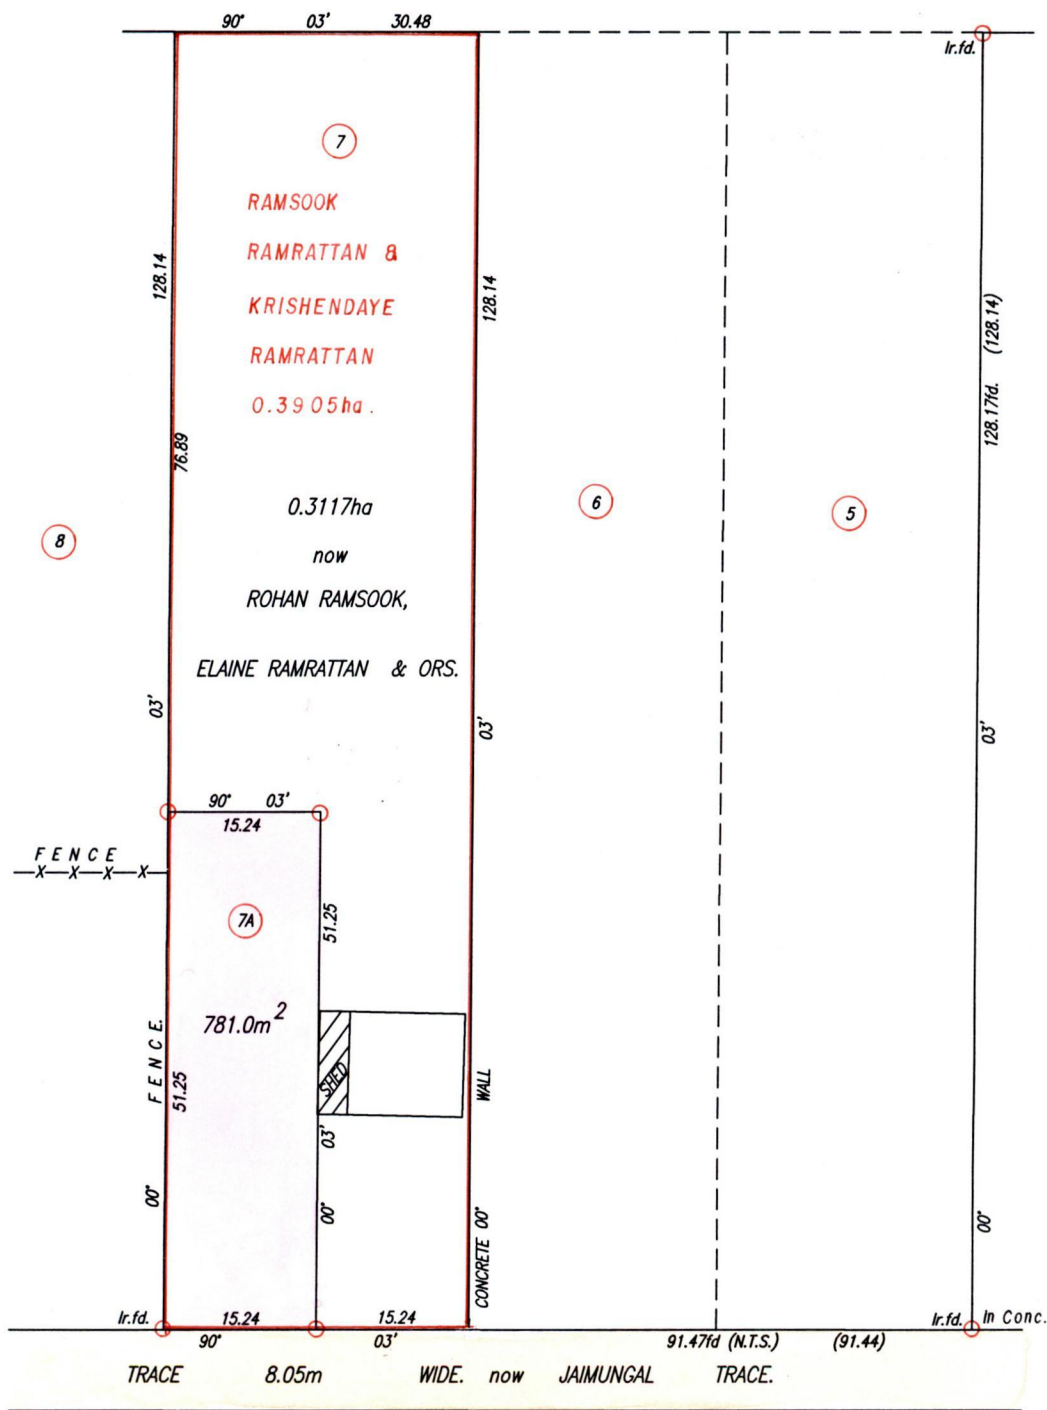 90° 03' 30.48
Ir.fd.
7
RAMSOOK
RAMRATTAN &
KRISHENDAYE
RAMRATTAN
0.3905ha.
128.14
128.14
128.17fd. (128.14)
76.89
0.3117ha
now
ROHAN RAMSOOK,
ELAINE RAMRATTAN & ORS.
8
6
5
03'
03'
03'
90° 03'
15.24
FENCE
X X X X
7A
51.25
781.0m2
SHED
FENCE.
51.25
WALL
03'
00°
00°
CONCRETE 00°
00°
Ir.fd.
15.24
15.24
Ir.fd. In Conc.
90° 03'
91.47fd (N.T.S.) (91.44)
TRACE 8.05m WIDE. now JAIMUNGAL TRACE.